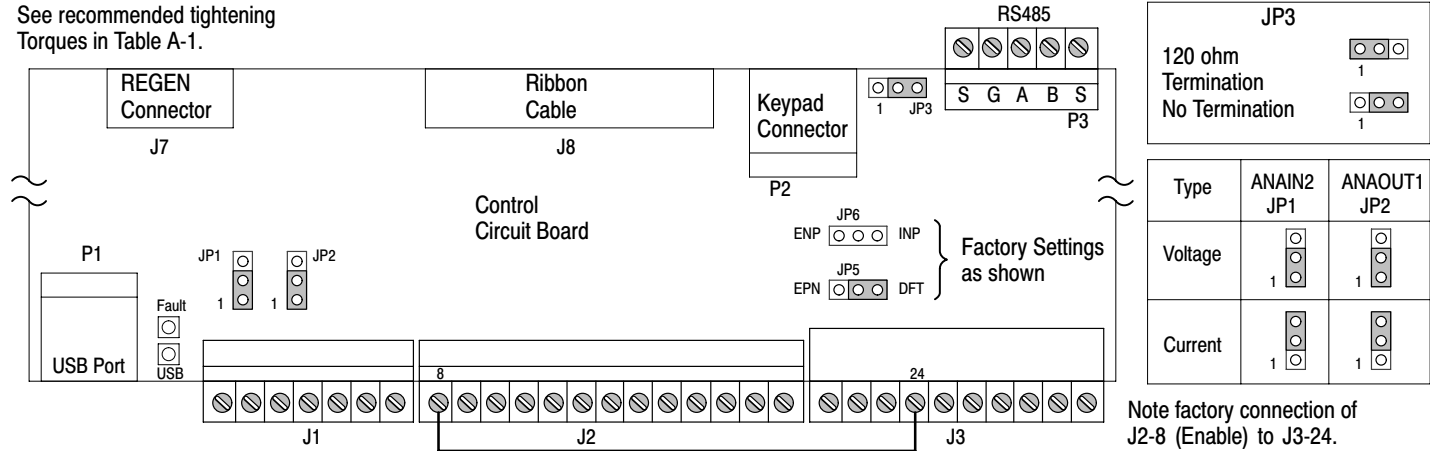 See recommended tightening
Torques in Table A-1.
RS485
REGEN
Connector
J7
Ribbon
Cable
J8
Keypad
Connector
P2
1 JP3
S G A B S
P3
Control
Circuit Board
JP6
ENP INP
JP5
EPN DFT
Factory Settings
as shown
P1
USB Port
JP1
1
JP2
1
Fault
USB
8
24
J1
J2
J3
JP3
120 ohm
Termination
1
No Termination
1
Type ANAIN2 ANAOUT1
JP1 JP2
Voltage
1 1
Current
1 1
Note factory connection of
J2-8 (Enable) to J3-24.